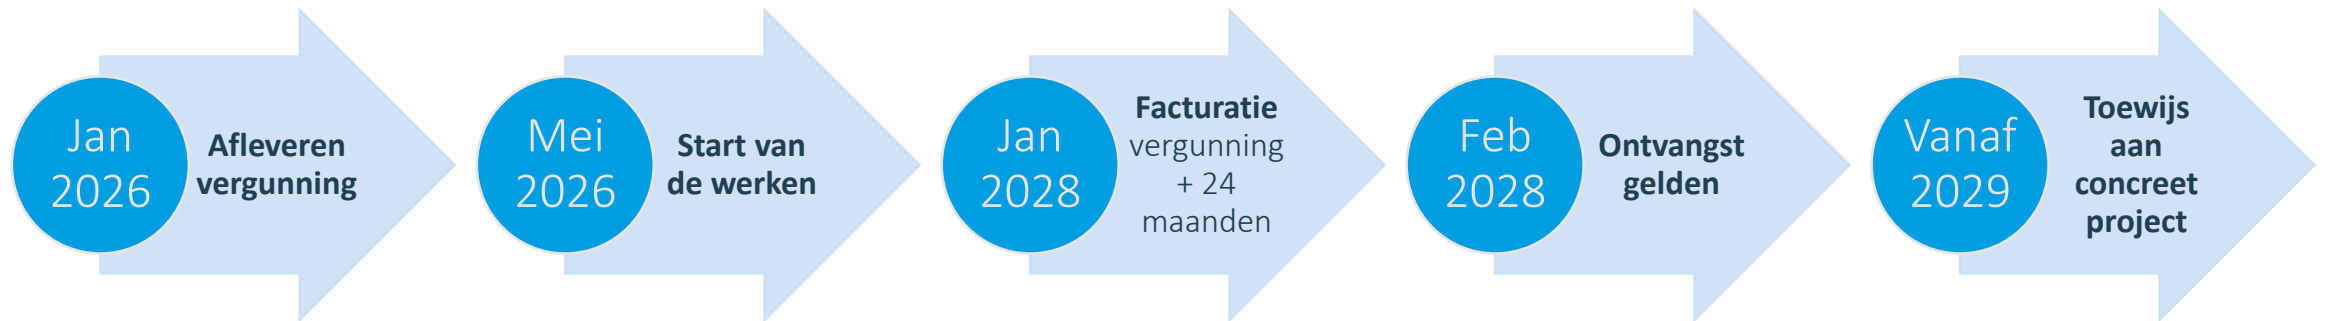 Jan
2026
Afleveren
vergunning
Mei
2026
Start van
de werken
Jan
2028
Facturatie
vergunning
+ 24
maanden
Feb
2028
Ontvangst
gelden
Vanaf
2029
Toewijs
aan
concreet
project